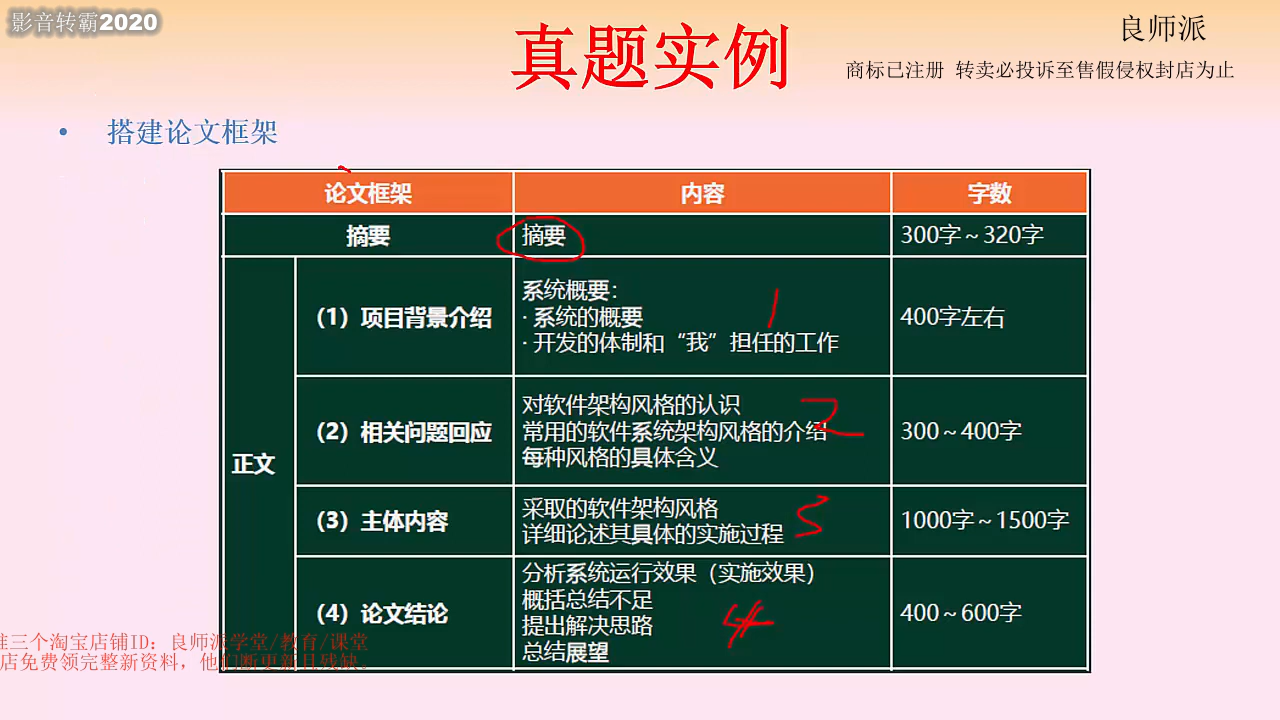 影音转霸2020
良师派
真题实例
商标已注册 转卖必投诉至售假侵权封店为止
• 搭建论文框架
论文框架 内容 字数
摘要 摘要 300字~320字
正文
（1）项目背景介绍
系统概要：
· 系统的概要
· 开发的体制和“我”担任的工作
400字左右
1
（2）相关问题回应
对软件架构风格的认识
常用的软件系统架构风格的介绍
每种风格的具体含义
300~400字
2
（3）主体内容
采取的软件架构风格
详细论述其具体的实施过程
1000字~1500字
3
（4）论文结论
分析系统运行效果（实施效果）
概括总结不足
提出解决思路
总结展望
400~600字
4
三个淘宝店铺ID：良师派学堂/教育/课堂
店免费领完整新资料，他们断更新且残缺。